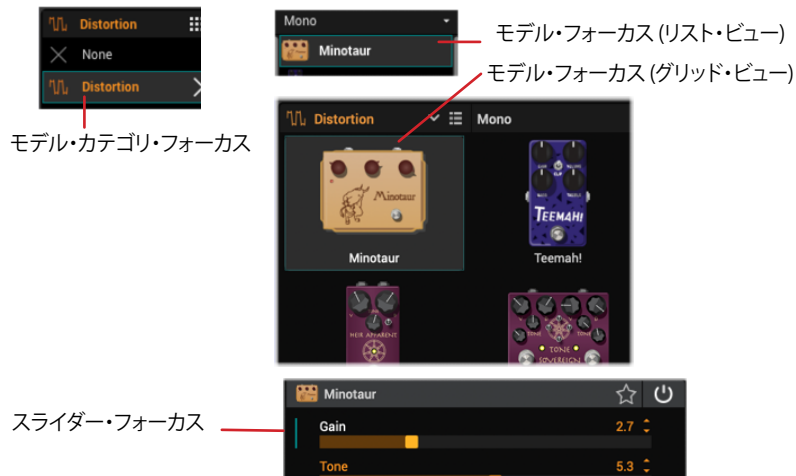 Distortion
None
Distortion
モデル・カテゴリ・フォーカス
Mono
Minotaur
モデル・フォーカス (リスト・ビュー)
モデル・フォーカス (グリッド・ビュー)
Distortion
Mono
Minotaur
Minotaur
TEEMAH!
Teemah!
HEIR APPARENT
TONE
TONE
TONE
SOVEREIGN
スライダー・フォーカス
Minotaur
Gain
2.7
Tone
5.3